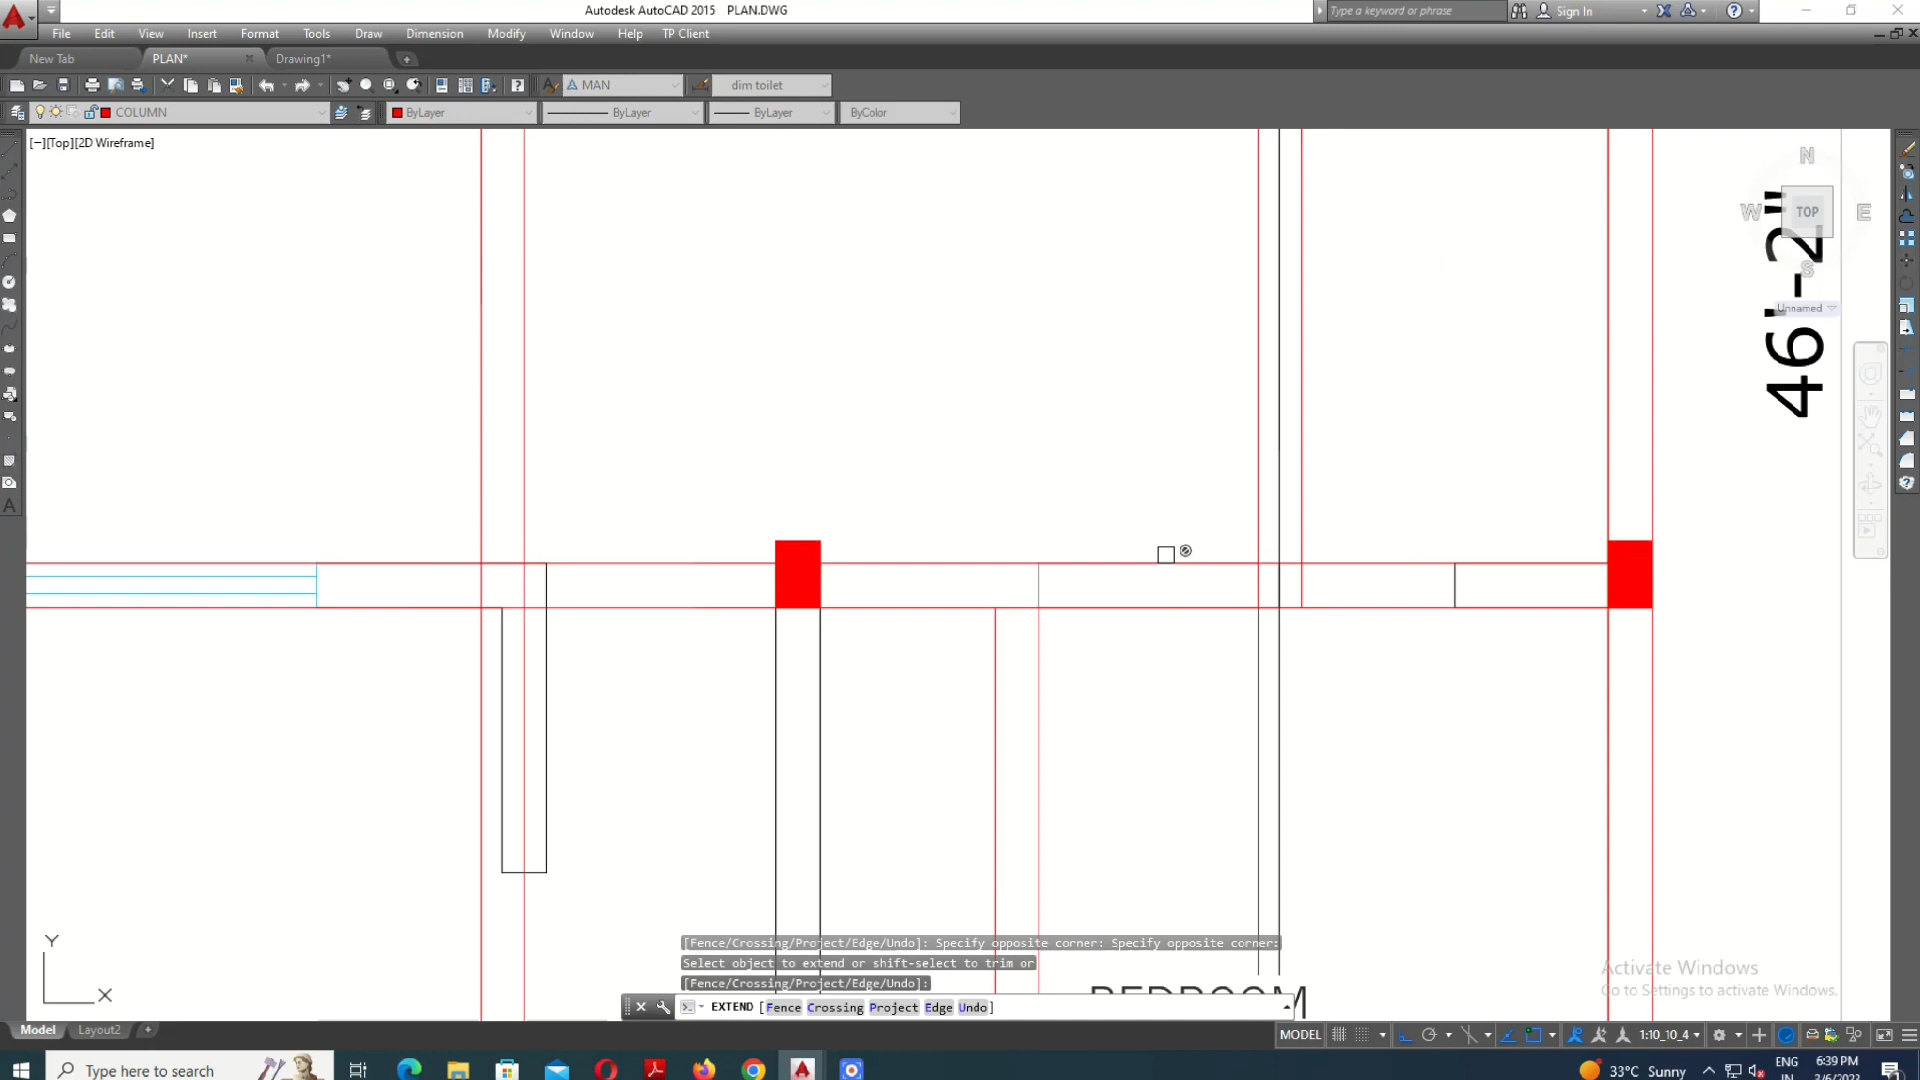 Autodesk AutoCAD 2015 PLAN.DWG
Type a keyword or phrase
Sign In
File Edit View Insert Format Tools Draw Dimension Modify Window Help TP Client
New Tab PLAN* Drawing1*
MAN dim toilet
COLUMN ByLayer ByLayer ByLayer ByColor
[−][Top][2D Wireframe]
N
W TOP E
S
Unnamed
46'-2"
Y
X
BEDROOM
[Fence/Crossing/Project/Edge/Undo]: Specify opposite corner: Specify opposite corner:
Select object to extend or shift-select to trim or
[Fence/Crossing/Project/Edge/Undo]:
EXTEND [Fence Crossing Project Edge Undo]
Activate Windows
Go to Settings to activate Windows.
Model Layout2
MODEL 1:10_10_4
Type here to search
33°C Sunny
ENG
IN
6:39 PM